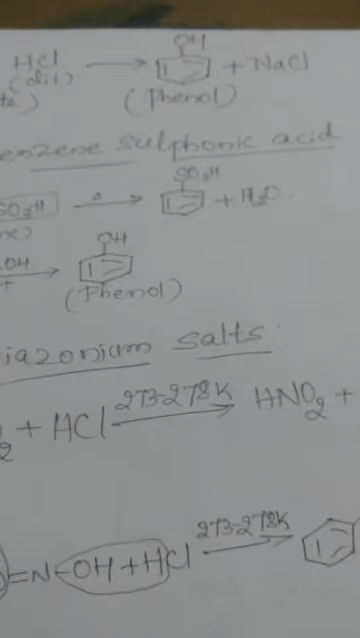 OH
HCl → + NaCl
(dil)
(Phenol)
enzene sulphonic acid
SO3H
SO3H Δ → + H2O.
OH
OH →
(Phenol)
iazonium salts
2 + HCl 273-278K → HNO2 +
=N-OH + HCl 273-278K →